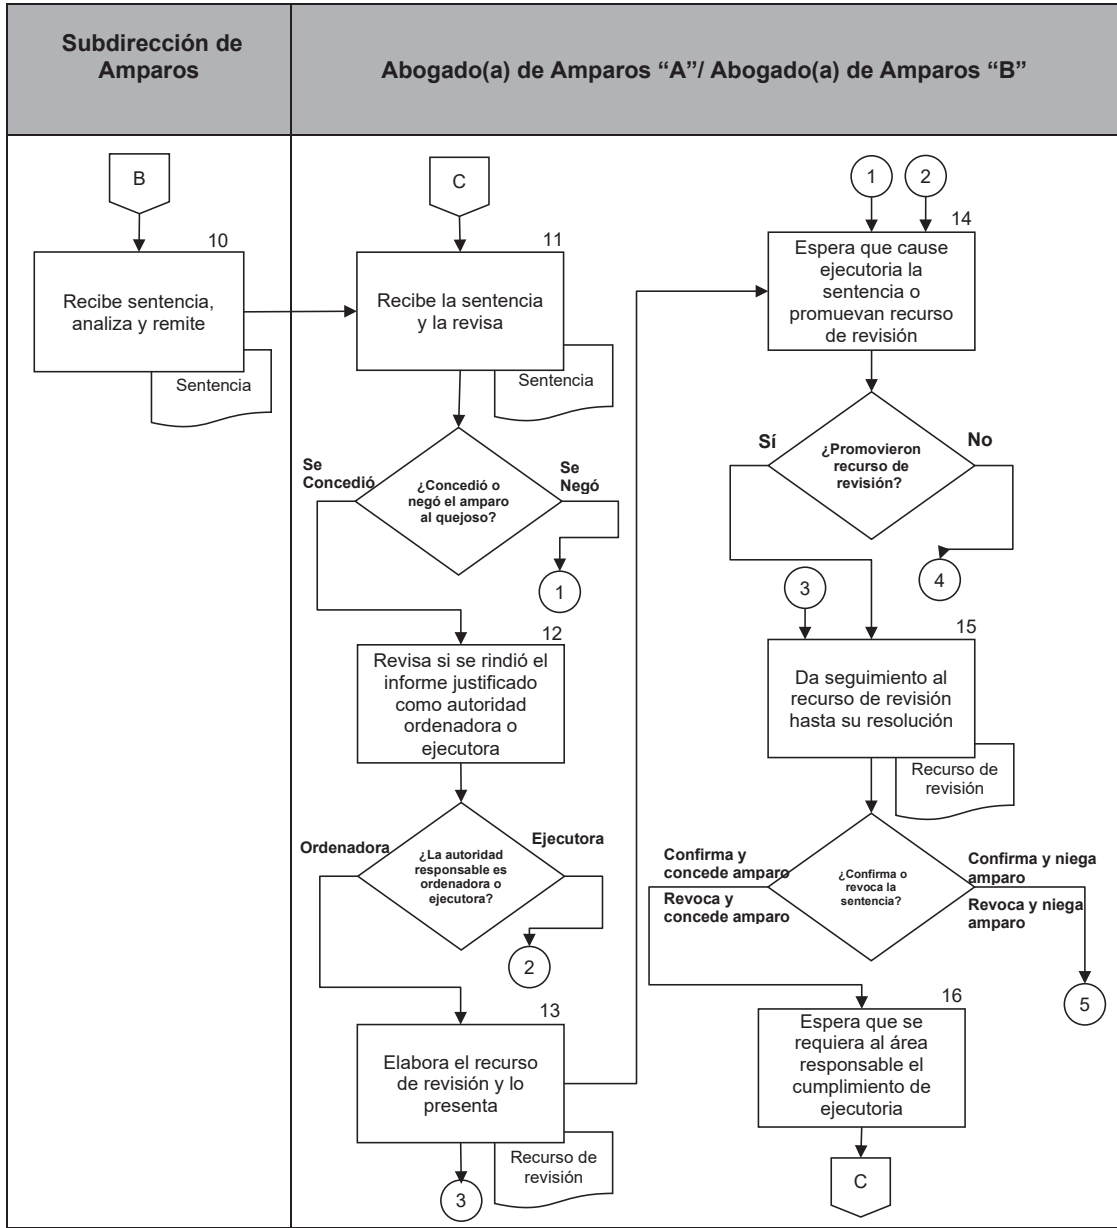 Subdirección de
Amparos
Abogado(a) de Amparos “A”/ Abogado(a) de Amparos “B”
B
10
Recibe sentencia,
analiza y remite
Sentencia
C
11
Recibe la sentencia
y la revisa
Sentencia
¿Concedió o
negó el amparo
al quejoso?
Se
Concedió
Se
Negó
1
12
Revisa si se rindió el
informe justificado
como autoridad
ordenadora o
ejecutora
¿La autoridad
responsable es
ordenadora o
ejecutora?
Ordenadora
Ejecutora
2
13
Elabora el recurso
de revisión y lo
presenta
Recurso de
revisión
3
1
2
14
Espera que cause
ejecutoria la
sentencia o
promuevan recurso
de revisión
¿Promovieron
recurso de
revisión?
Sí
No
4
3
15
Da seguimiento al
recurso de revisión
hasta su resolución
Recurso de
revisión
¿Confirma o
revoca la
sentencia?
Confirma y
concede amparo
Revoca y
concede amparo
Confirma y niega
amparo
Revoca y niega
amparo
5
16
Espera que se
requiera al área
responsable el
cumplimiento de
ejecutoria
C